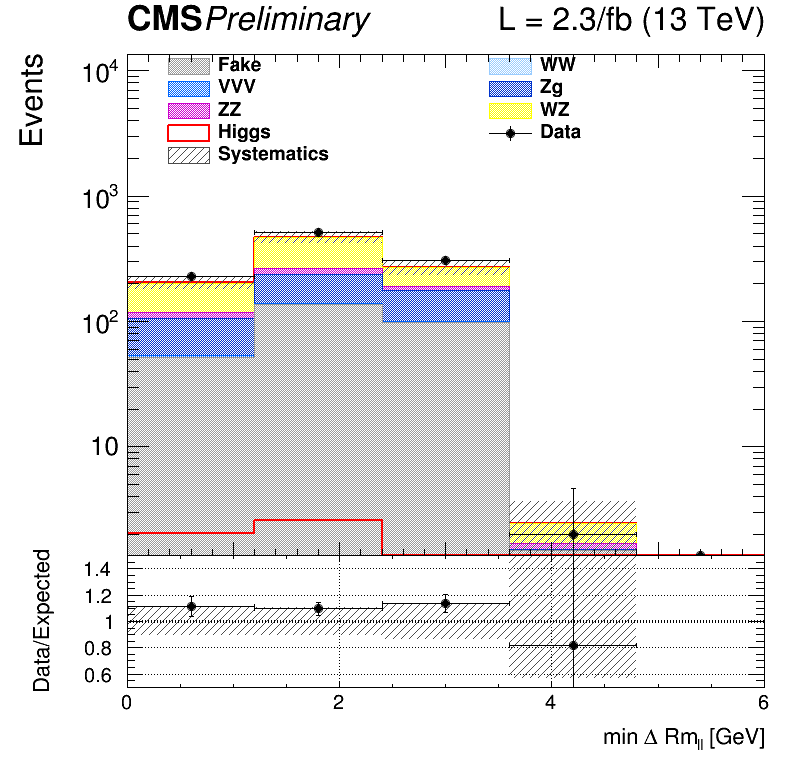 CMS Preliminary L = 2.3/fb (13 TeV)
Events
10⁴
10³
10²
10
Fake
VVV
ZZ
Higgs
Systematics
WW
Zg
WZ
Data
Data/Expected
1.4
1.2
1
0.8
0.6
0 2 4 6
min Δ Rm_ll [GeV]